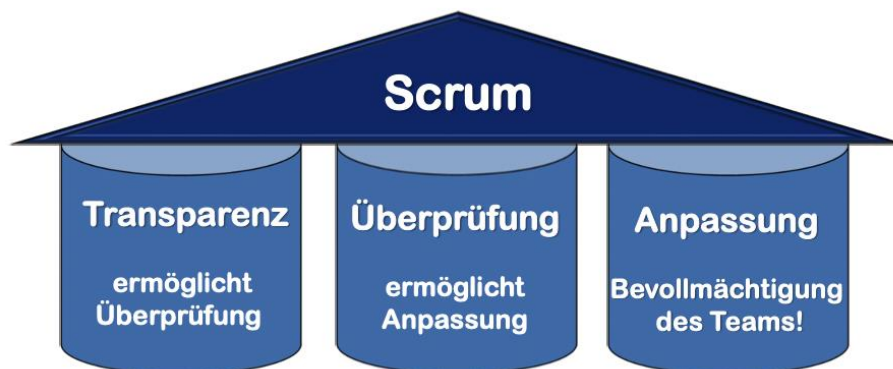 Scrum
Transparenz
ermöglicht
Überprüfung
Überprüfung
ermöglicht
Anpassung
Anpassung
Bevollmächtigung
des Teams!